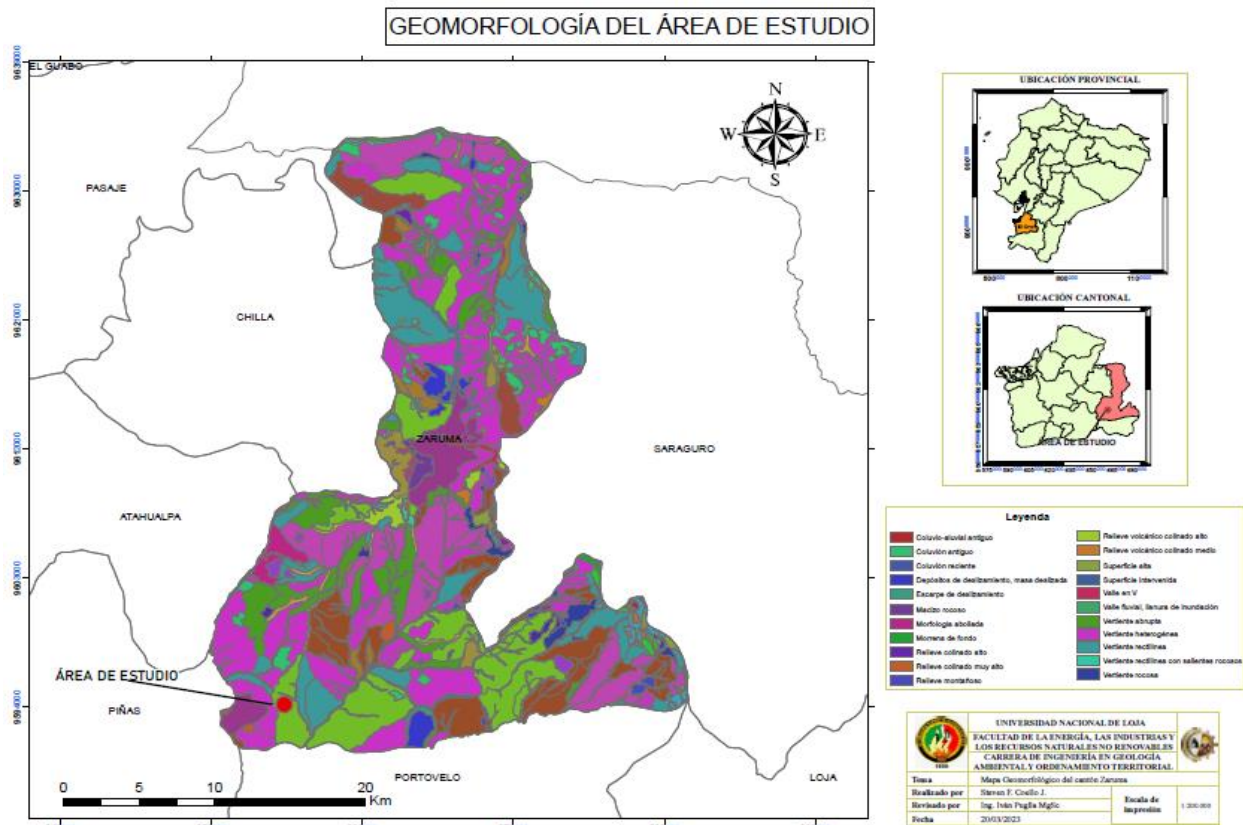 GEOMORFOLOGÍA DEL ÁREA DE ESTUDIO
EL GUABO
PASAJE
CHILLA
ZARUMA
SARAGURO
ATAHUALPA
ÁREA DE ESTUDIO
PIÑAS
PORTOVELO
LOJA
N
W
E
S
0 5 10 20
Km
UBICACIÓN PROVINCIAL
UBICACIÓN CANTONAL
ÁREA DE ESTUDIO
Leyenda
Coluvio-aluvial antiguo
Coluvión antiguo
Coluvión reciente
Depósitos de deslizamiento, masa deslizada
Escarpe de deslizamiento
Macizo rocoso
Morfología abollada
Morrena de fondo
Relieve colinado alto
Relieve colinado muy alto
Relieve montañoso
Relieve volcánico colinado alto
Relieve volcánico colinado medio
Superficie alta
Superficie intervenida
Valle en V
Valle fluvial, llanura de inundación
Vertiente abrupta
Vertiente heterogénea
Vertiente rectilínea
Vertiente rectilínea con salientes rocosos
Vertiente rocosa
UNIVERSIDAD NACIONAL DE LOJA
FACULTAD DE LA ENERGÍA, LAS INDUSTRIAS Y
LOS RECURSOS NATURALES NO RENOVABLES
CARRERA DE INGENIERÍA EN GEOLOGÍA
AMBIENTAL Y ORDENAMIENTO TERRITORIAL
Tema Mapa Geomorfológico del cantón Zaruma
Realizado por Steven F. Coello J.
Revisado por Ing. Iván Puglla MgSc
Escala de
impresión
1:200.000
Fecha 20/03/2023